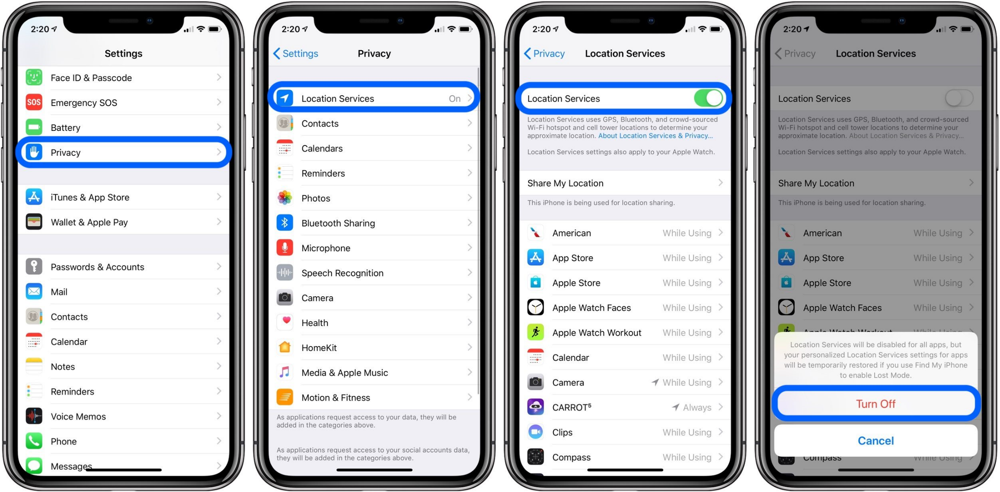 2:20
Settings
Face ID & Passcode
SOS
Emergency SOS
Battery
Privacy
iTunes & App Store
Wallet & Apple Pay
Passwords & Accounts
Mail
Contacts
Calendar
Notes
Reminders
Voice Memos
Phone
Messages
2:20
Settings
Privacy
Location Services
On
Contacts
Calendars
Reminders
Photos
Bluetooth Sharing
Microphone
Speech Recognition
Camera
Health
HomeKit
Media & Apple Music
Motion & Fitness
As applications request access to your data, they will be
added in the categories above.
As applications request access to your social accounts data,
they will be added in the categories above.
2:20
Privacy
Location Services
Location Services
Location Services uses GPS, Bluetooth, and crowd-sourced
Wi-Fi hotspot and cell tower locations to determine your
approximate location. About Location Services & Privacy...
Location Services settings also apply to your Apple Watch.
Share My Location
This iPhone is being used for location sharing.
American While Using
App Store While Using
Apple Store While Using
Apple Watch Faces While Using
Apple Watch Workout While Using
Calendar While Using
Camera While Using
CARROT⁵ Always
Clips While Using
Compass While Using
2:20
Privacy
Location Services
Location Services
Location Services uses GPS, Bluetooth, and crowd-sourced
Wi-Fi hotspot and cell tower locations to determine your
approximate location. About Location Services & Privacy...
Location Services settings also apply to your Apple Watch.
Share My Location
This iPhone is being used for location sharing.
American While Using
App Store While Using
Apple Store While Using
Apple Watch Faces While Using
Apple Watch Workout While Using
Location Services will be disabled for all apps, but
your personalized Location Services settings for apps
will be temporarily restored if you use Find My iPhone
to enable Lost Mode.
Turn Off
Cancel
Compass While Using